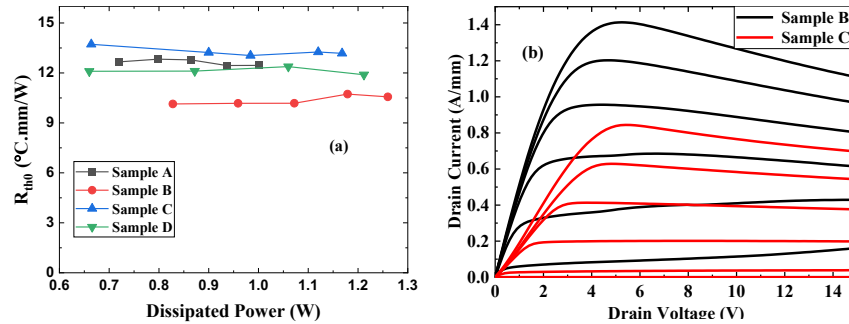 18
15
12
9
6
3
0
0.6 0.7 0.8 0.9 1.0 1.1 1.2 1.3
R_th0 (°C.mm/W)
Dissipated Power (W)
(a)
Sample A
Sample B
Sample C
Sample D
1.4
1.2
1.0
0.8
0.6
0.4
0.2
0.0
0 2 4 6 8 10 12 14
Drain Current (A/mm)
Drain Voltage (V)
(b)
Sample B
Sample C